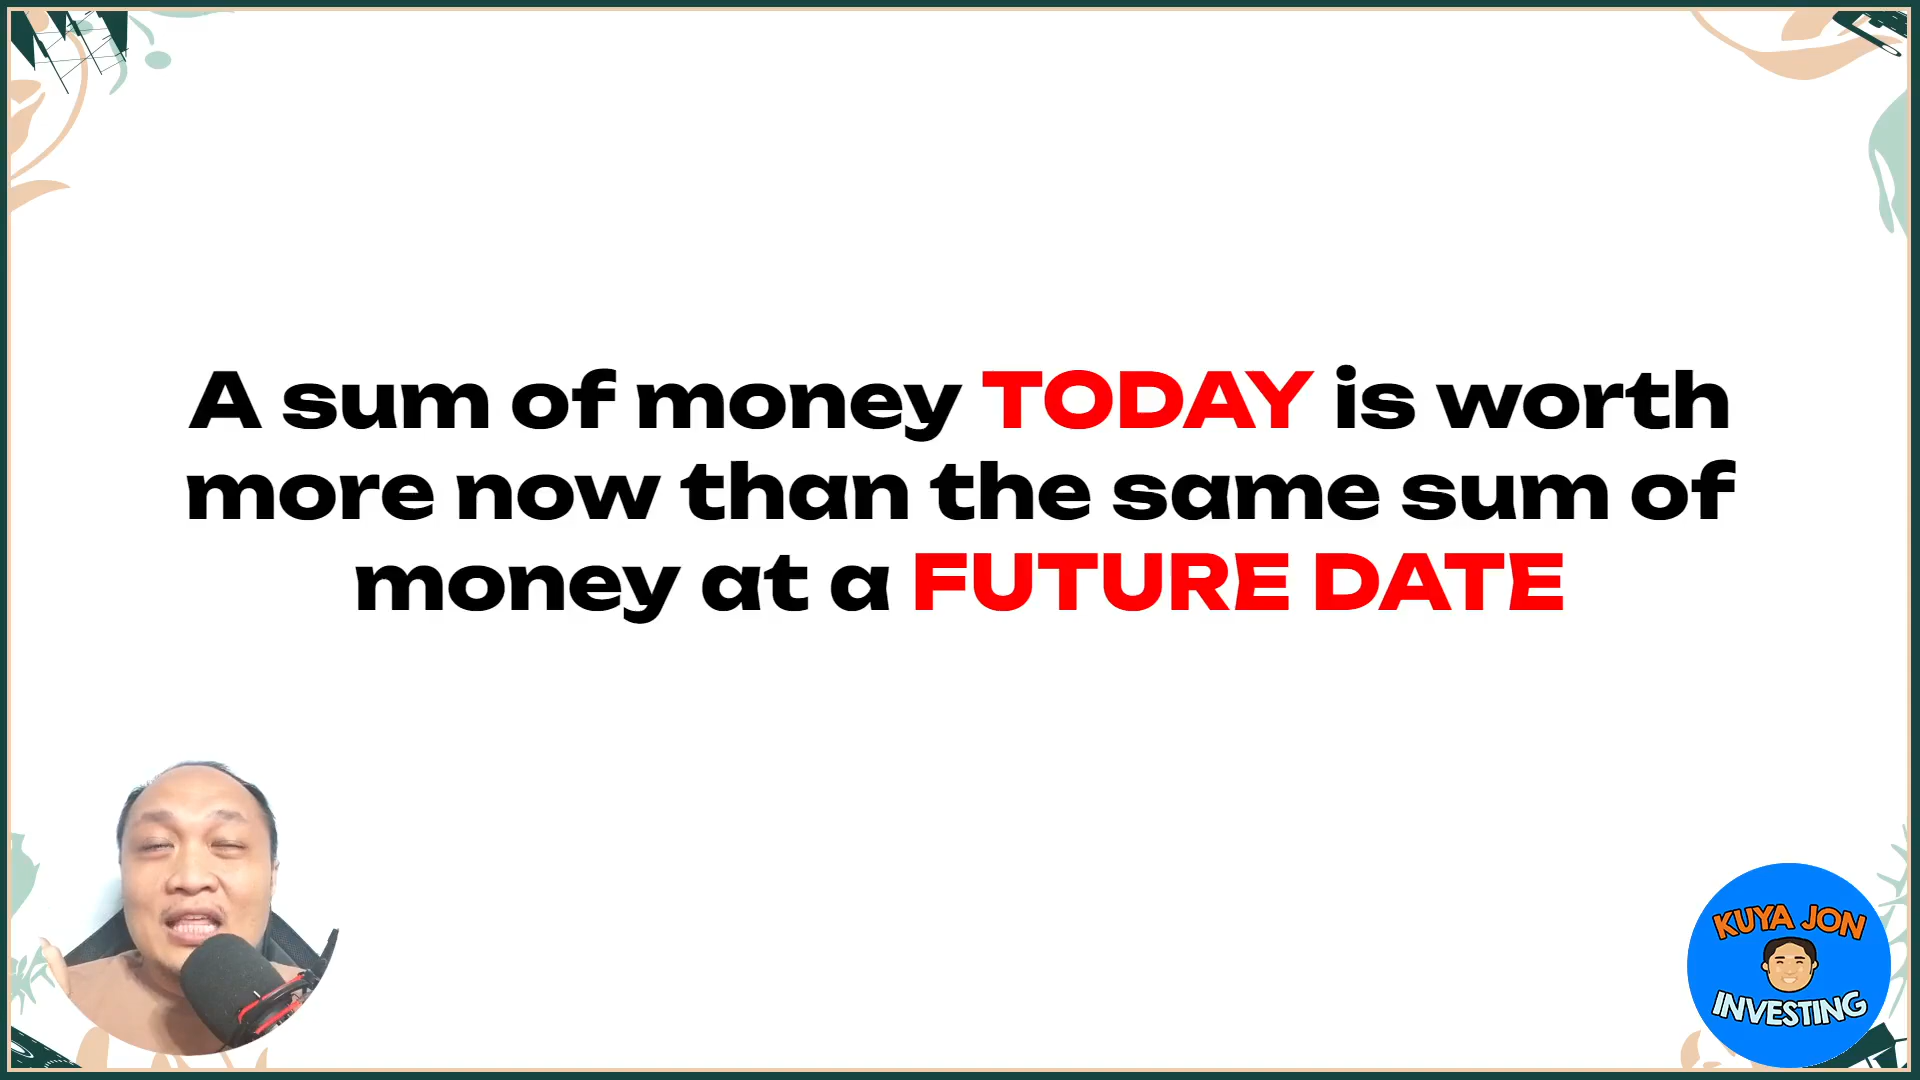 A sum of money TODAY is worth
more now than the same sum of
money at a FUTURE DATE
KUYA JON
INVESTING